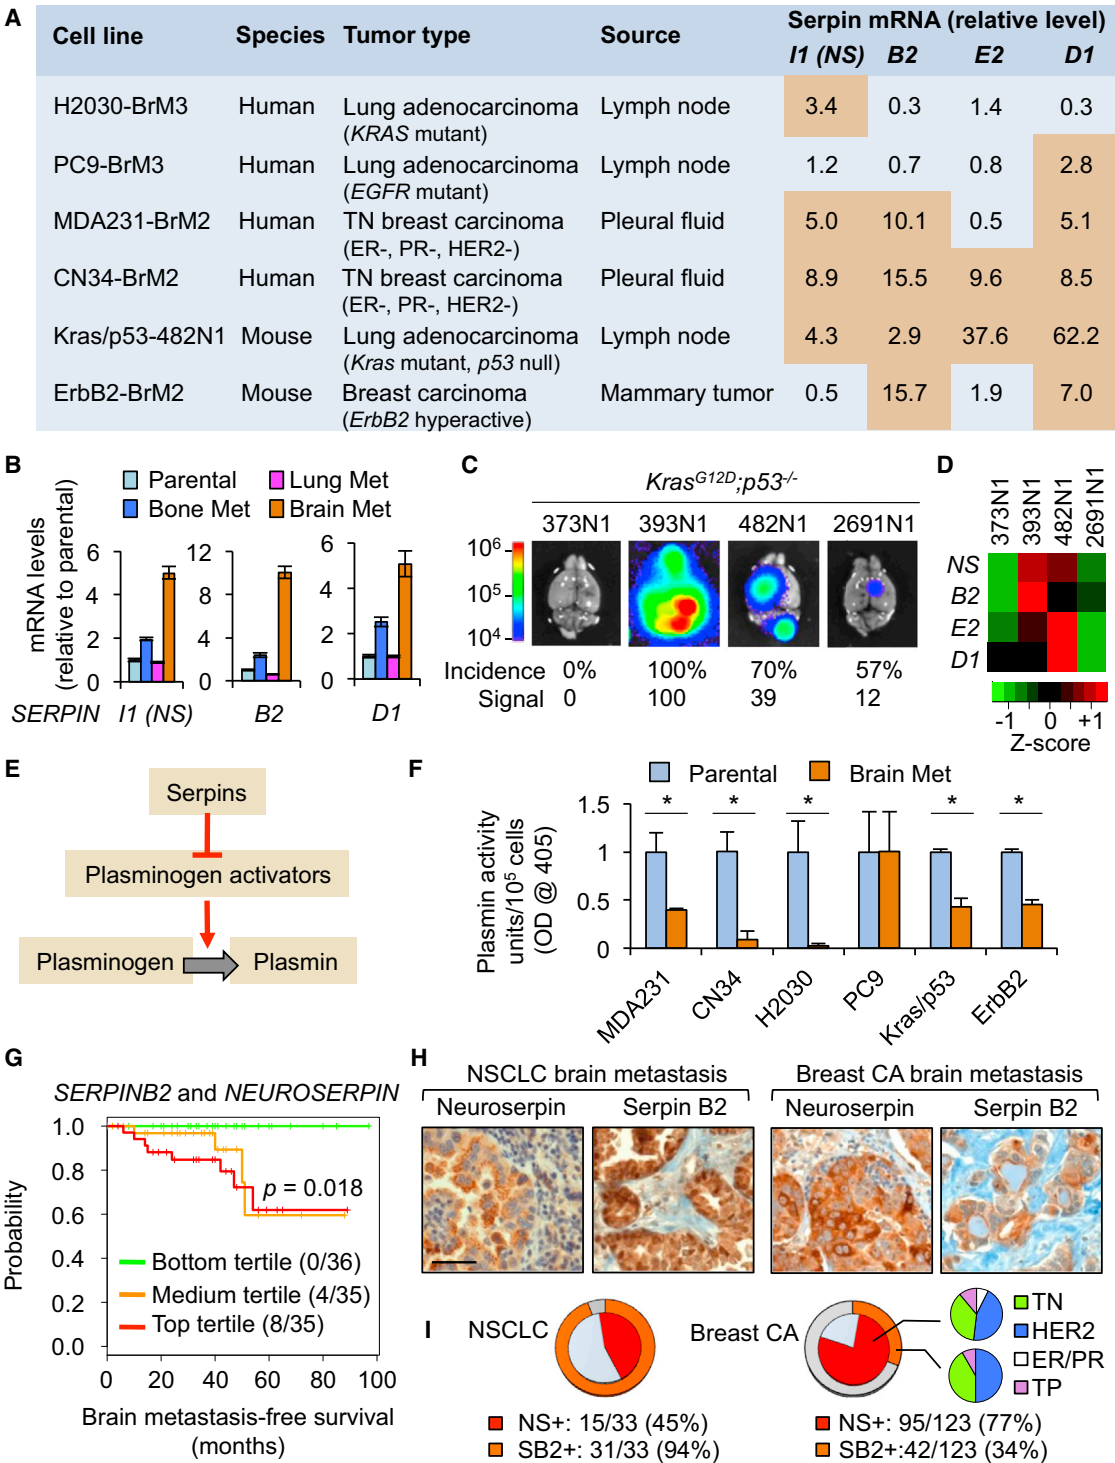 A
Cell line Species Tumor type Source Serpin mRNA (relative level)
I1 (NS) B2 E2 D1
H2030-BrM3 Human Lung adenocarcinoma Lymph node 3.4 0.3 1.4 0.3
(KRAS mutant)
PC9-BrM3 Human Lung adenocarcinoma Lymph node 1.2 0.7 0.8 2.8
(EGFR mutant)
MDA231-BrM2 Human TN breast carcinoma Pleural fluid 5.0 10.1 0.5 5.1
(ER-, PR-, HER2-)
CN34-BrM2 Human TN breast carcinoma Pleural fluid 8.9 15.5 9.6 8.5
(ER-, PR-, HER2-)
Kras/p53-482N1 Mouse Lung adenocarcinoma Lymph node 4.3 2.9 37.6 62.2
(Kras mutant, p53 null)
ErbB2-BrM2 Mouse Breast carcinoma Mammary tumor 0.5 15.7 1.9 7.0
(ErbB2 hyperactive)
B
Parental Lung Met
Bone Met Brain Met
mRNA levels
(relative to parental)
6 4 2 0
12 8 4 0
6 4 2 0
SERPIN I1 (NS) B2 D1
C
KrasG12D;p53-/-
373N1 393N1 482N1 2691N1
10⁶
10⁵
10⁴
Incidence 0% 100% 70% 57%
Signal 0 100 39 12
D
373N1 393N1 482N1 2691N1
NS
B2
E2
D1
-1 0 +1
Z-score
E
Serpins
Plasminogen activators
Plasminogen Plasmin
F
Parental Brain Met
Plasmin activity
units/10⁵ cells
(OD @ 405)
1.5
1
0.5
0
* * * * *
MDA231 CN34 H2030 PC9 Kras/p53 ErbB2
G
SERPINB2 and NEUROSERPIN
Probability
1.0
0.8
0.6
0.4
0.2
0.0
p = 0.018
Bottom tertile (0/36)
Medium tertile (4/35)
Top tertile (8/35)
0 20 40 60 80 100
Brain metastasis-free survival
(months)
H
NSCLC brain metastasis Breast CA brain metastasis
Neuroserpin Serpin B2 Neuroserpin Serpin B2
I
NSCLC
NS+: 15/33 (45%)
SB2+: 31/33 (94%)
Breast CA
TN
HER2
ER/PR
TP
NS+: 95/123 (77%)
SB2+:42/123 (34%)